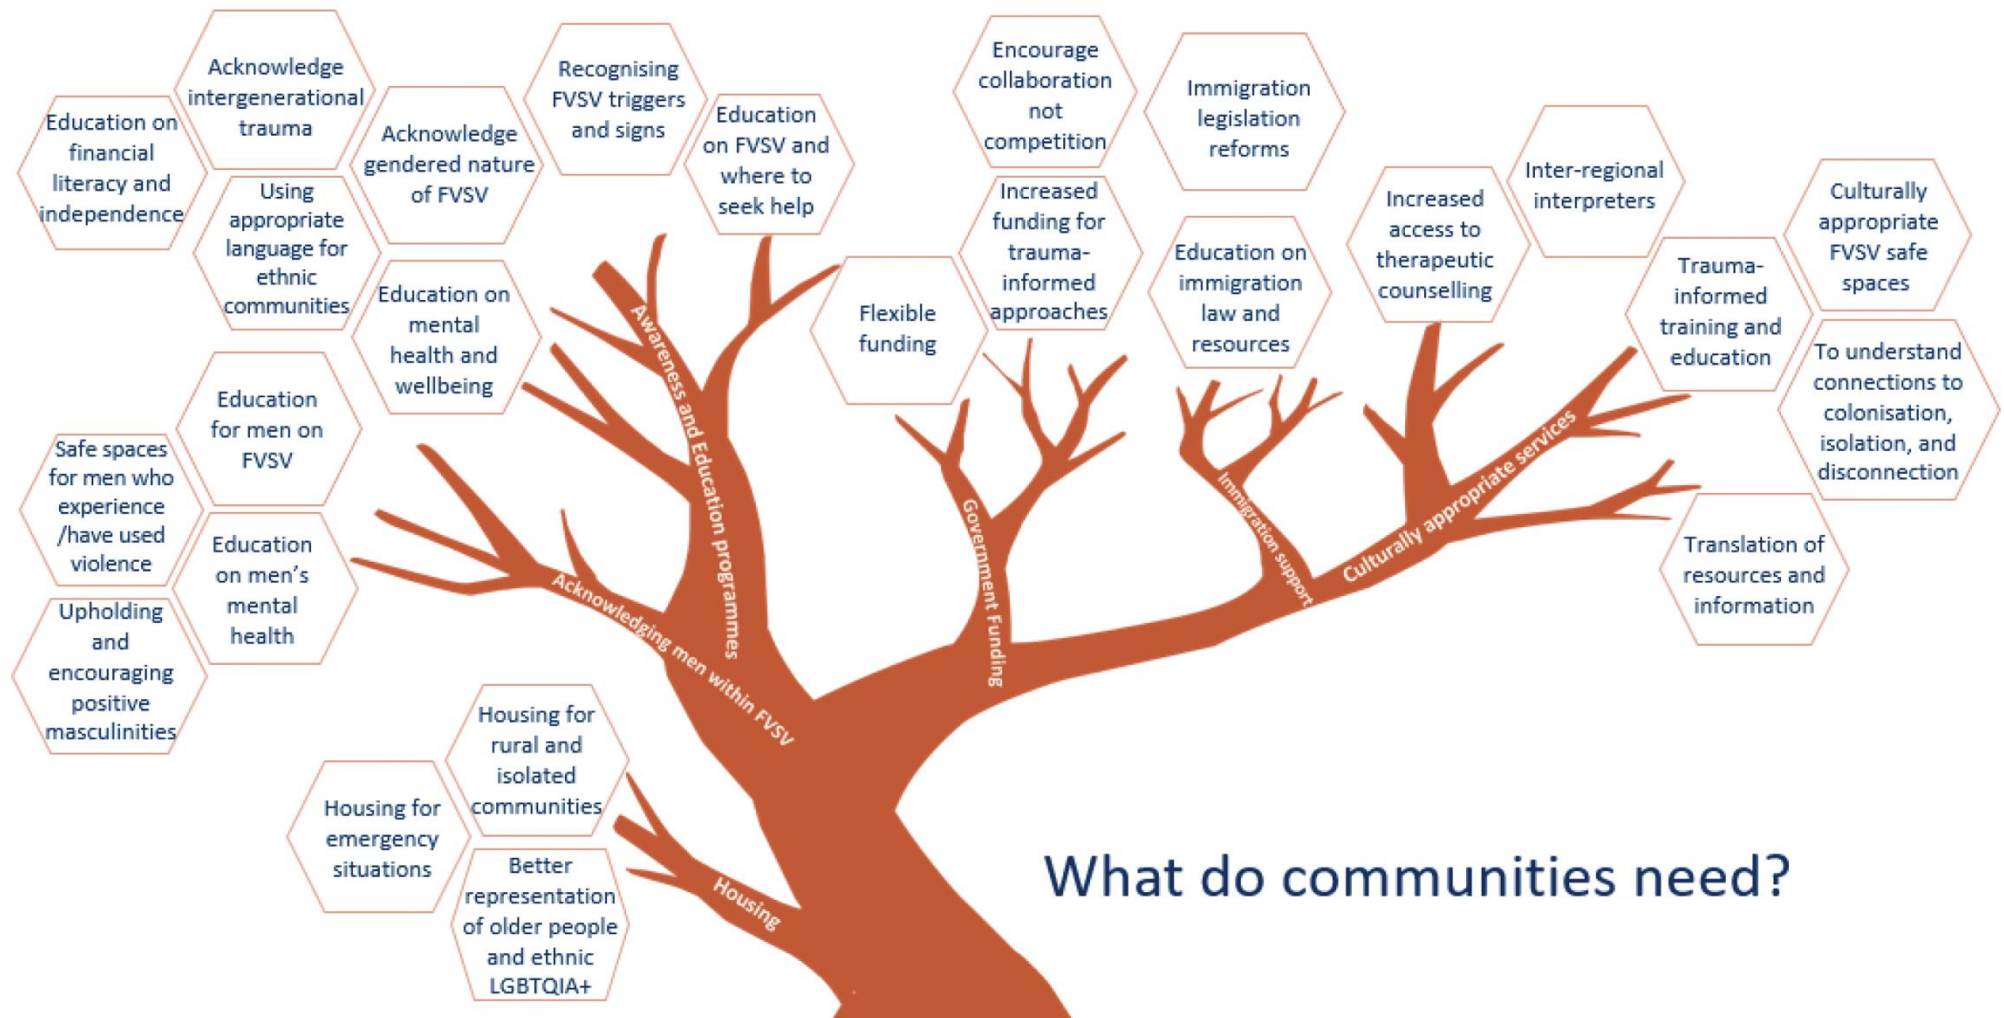 Acknowledge
intergenerational
trauma
Education on
financial
literacy and
independence
Using
appropriate
language for
ethnic
communities
Acknowledge
gendered nature
of FVSV
Recognising
FVSV triggers
and signs
Education
on FVSV and
where to
seek help
Education on
mental
health and
wellbeing
Awareness and Education programmes
Education
for men on
FVSV
Safe spaces
for men who
experience
/have used
violence
Education
on men’s
mental
health
Upholding
and
encouraging
positive
masculinities
Acknowledging men within FVSV
Housing for
rural and
isolated
communities
Housing for
emergency
situations
Better
representation
of older people
and ethnic
LGBTQIA+
Housing
Encourage
collaboration
not
competition
Increased
funding for
trauma-
informed
approaches
Flexible
funding
Government Funding
Immigration
legislation
reforms
Education on
immigration
law and
resources
Immigration support
Increased
access to
therapeutic
counselling
Inter-regional
interpreters
Trauma-
informed
training and
education
Culturally
appropriate
FVSV safe
spaces
To understand
connections to
colonisation,
isolation, and
disconnection
Translation of
resources and
information
Culturally appropriate services
What do communities need?